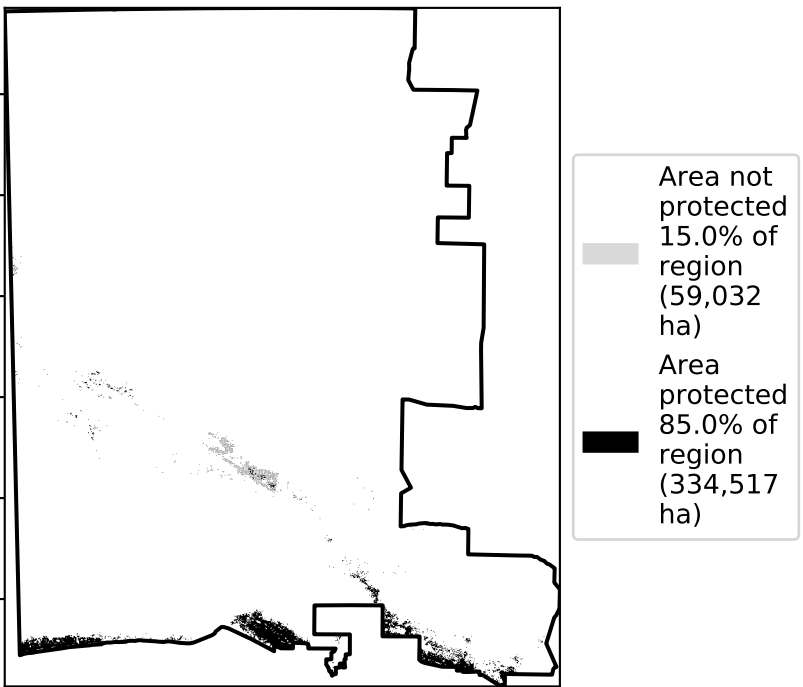 Area not
protected
15.0% of
region
(59,032
ha)
Area
protected
85.0% of
region
(334,517
ha)